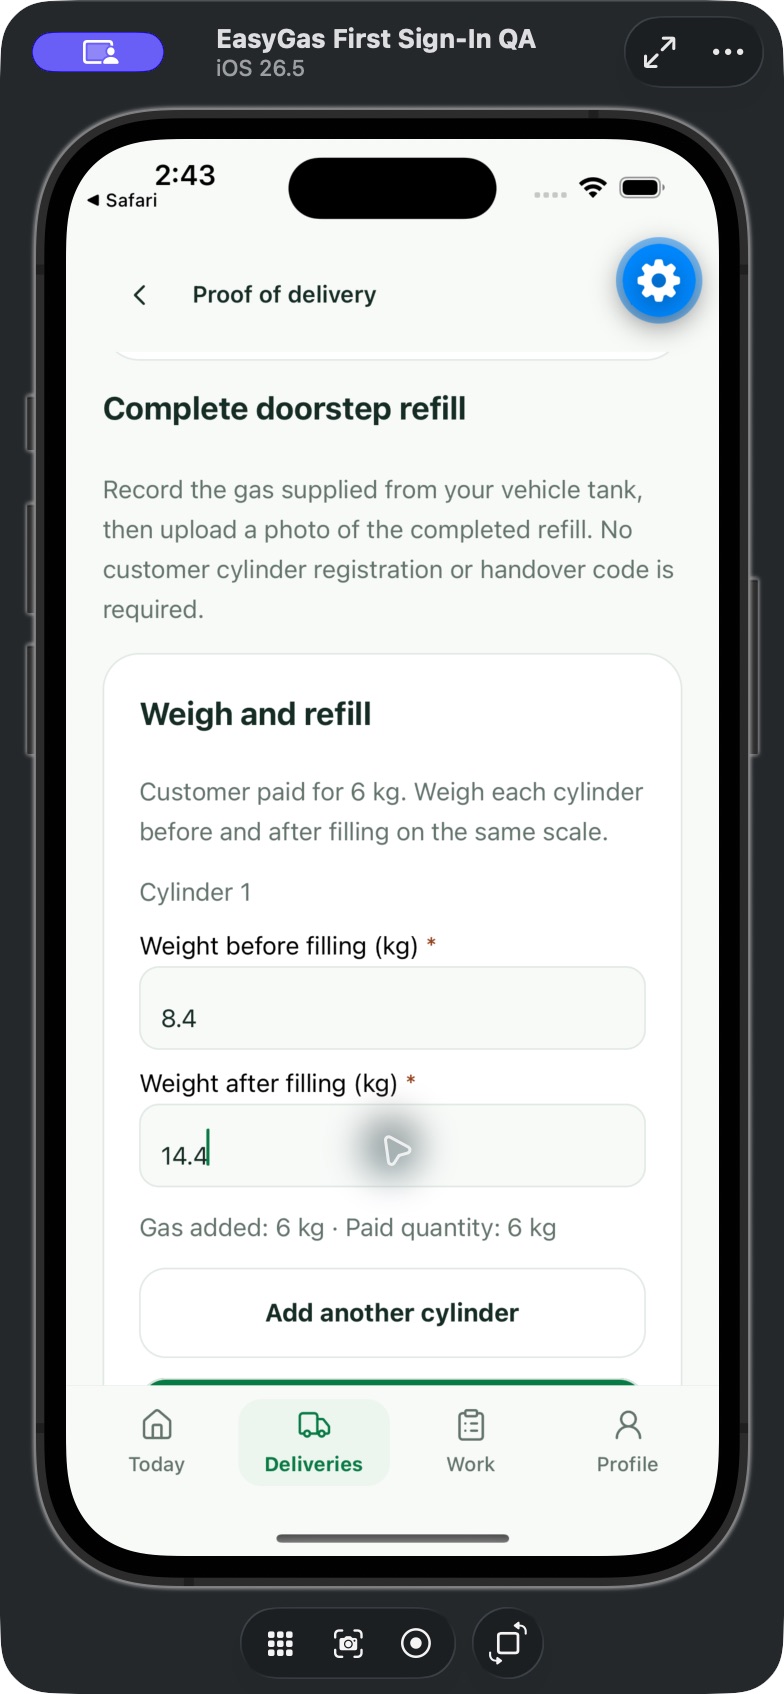 EasyGas First Sign-In QA
iOS 26.5
2:43
◀ Safari
Proof of delivery
Complete doorstep refill
Record the gas supplied from your vehicle tank,
then upload a photo of the completed refill. No
customer cylinder registration or handover code is
required.
Weigh and refill
Customer paid for 6 kg. Weigh each cylinder
before and after filling on the same scale.
Cylinder 1
Weight before filling (kg) *
8.4
Weight after filling (kg) *
14.4
Gas added: 6 kg · Paid quantity: 6 kg
Add another cylinder
Today
Deliveries
Work
Profile